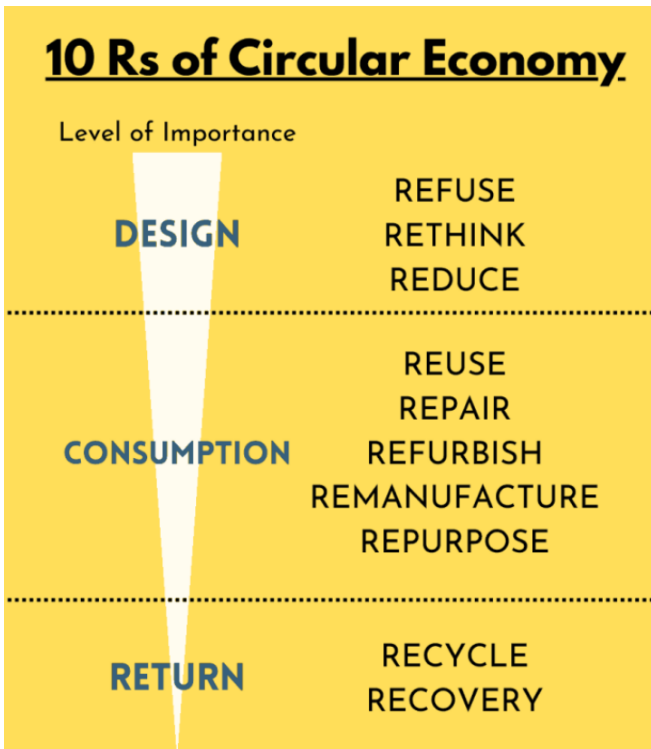 10 Rs of Circular Economy
Level of Importance
DESIGN
REFUSE
RETHINK
REDUCE
CONSUMPTION
REUSE
REPAIR
REFURBISH
REMANUFACTURE
REPURPOSE
RETURN
RECYCLE
RECOVERY